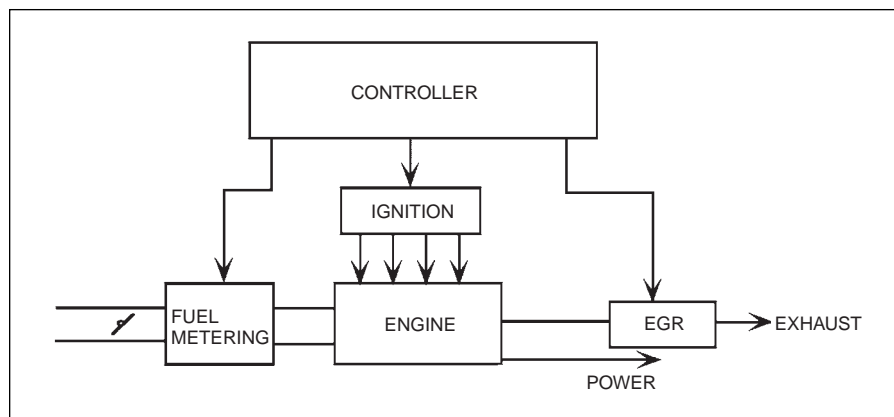 CONTROLLER
IGNITION
FUEL
METERING
ENGINE
EGR
EXHAUST
POWER